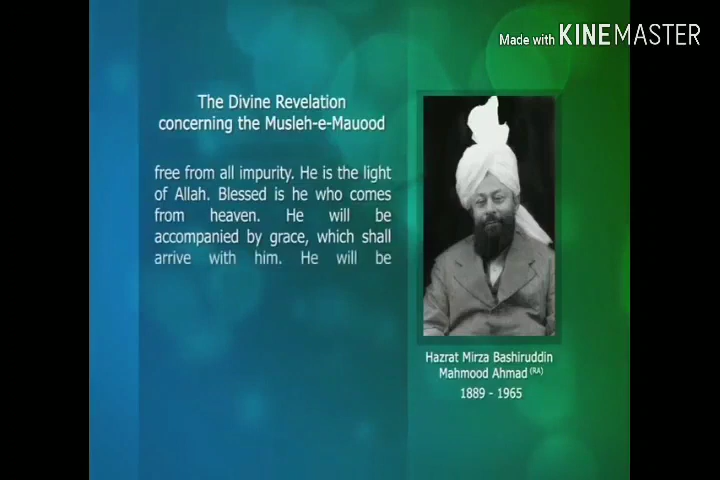 Made with KINEMASTER
The Divine Revelation
concerning the Musleh-e-Mauood
free from all impurity. He is the light
of Allah. Blessed is he who comes
from heaven. He will be
accompanied by grace, which shall
arrive with him. He will be
Hazrat Mirza Bashiruddin
Mahmood Ahmad (RA)
1889 - 1965